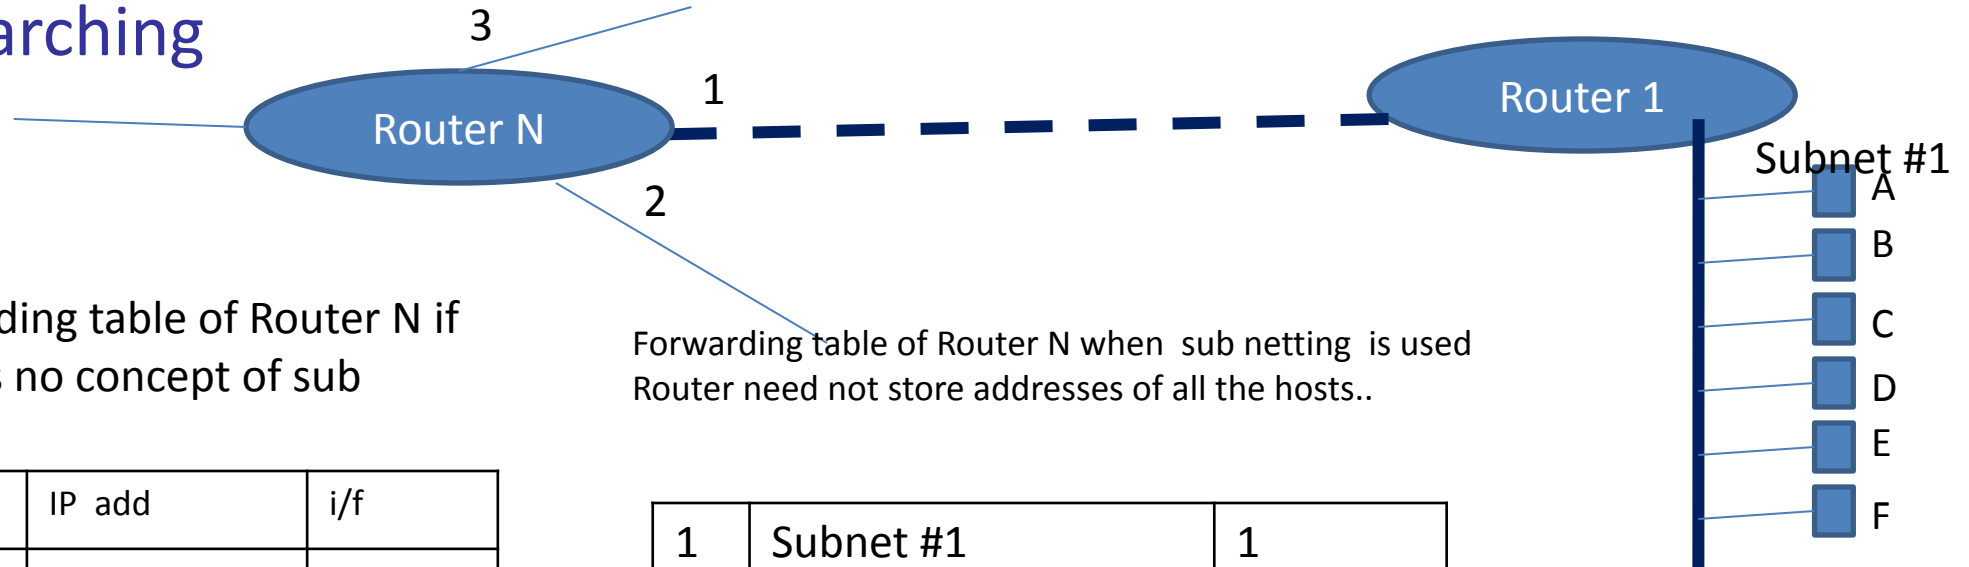 arching
3
1
Router N
Router 1
Subnet #1
2
A
B
C
D
E
F
ding table of Router N if
s no concept of sub
Forwarding table of Router N when sub netting is used
Router need not store addresses of all the hosts..
IP add i/f
1 Subnet #1 1